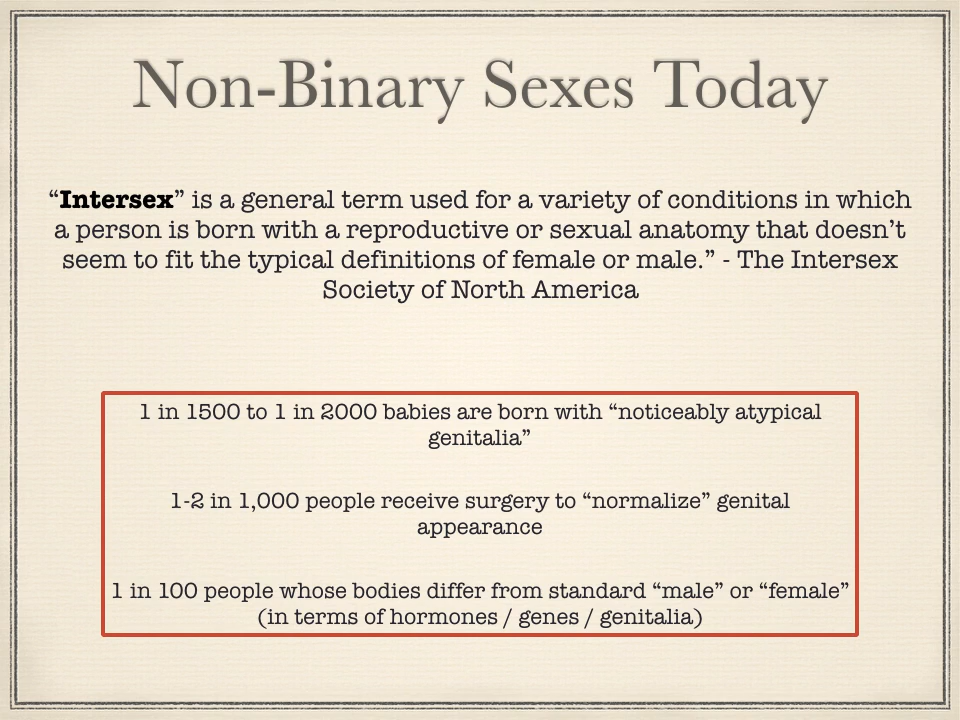 Non-Binary Sexes Today
“Intersex” is a general term used for a variety of conditions in which
a person is born with a reproductive or sexual anatomy that doesn’t
seem to fit the typical definitions of female or male.” - The Intersex
Society of North America
1 in 1500 to 1 in 2000 babies are born with “noticeably atypical
genitalia”
1-2 in 1,000 people receive surgery to “normalize” genital
appearance
1 in 100 people whose bodies differ from standard “male” or “female”
(in terms of hormones / genes / genitalia)